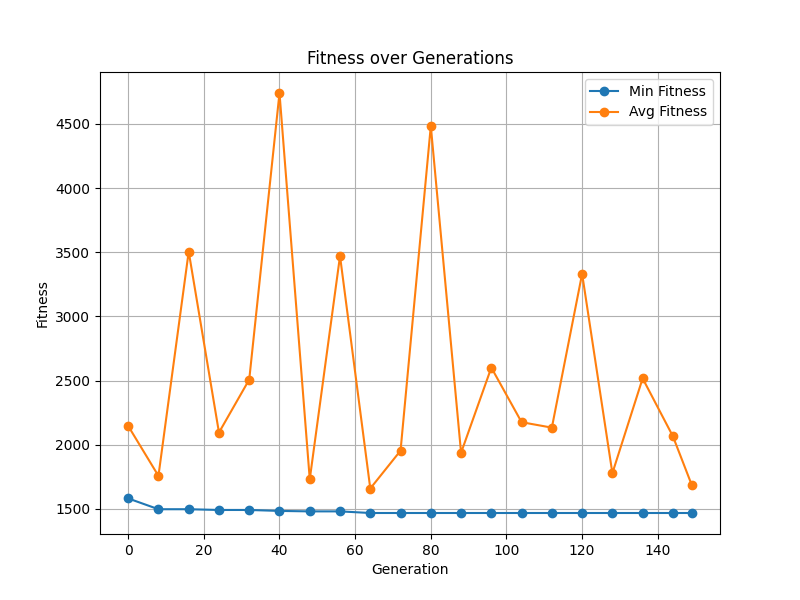 Fitness over Generations
Min Fitness
Avg Fitness
4500
4000
3500
3000
2500
2000
1500
Fitness
0 20 40 60 80 100 120 140
Generation